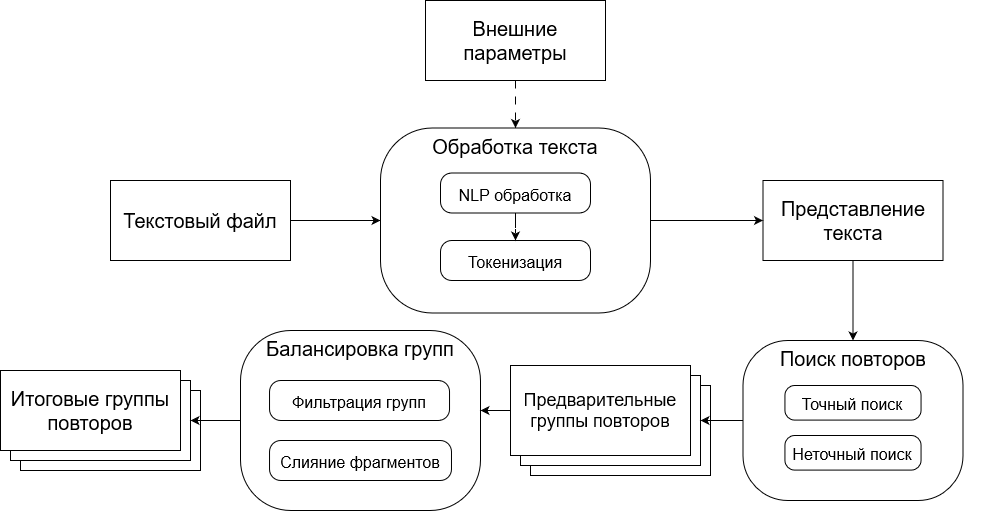 Внешние
параметры
Обработка текста
NLP обработка
Токенизация
Текстовый файл
Представление
текста
Поиск повторов
Точный поиск
Неточный поиск
Предварительные
группы повторов
Балансировка групп
Фильтрация групп
Слияние фрагментов
Итоговые группы
повторов